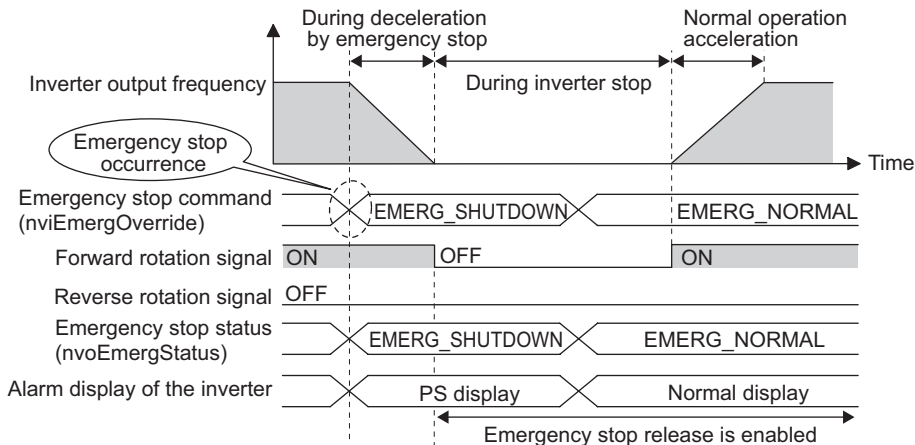 During deceleration
by emergency stop
Normal operation
acceleration
Inverter output frequency
During inverter stop
Emergency stop
occurrence
Time
Emergency stop command
(nviEmergOverride)
EMERG_SHUTDOWN
EMERG_NORMAL
Forward rotation signal
ON
OFF
ON
Reverse rotation signal
OFF
Emergency stop status
(nvoEmergStatus)
EMERG_SHUTDOWN
EMERG_NORMAL
Alarm display of the inverter
PS display
Normal display
Emergency stop release is enabled